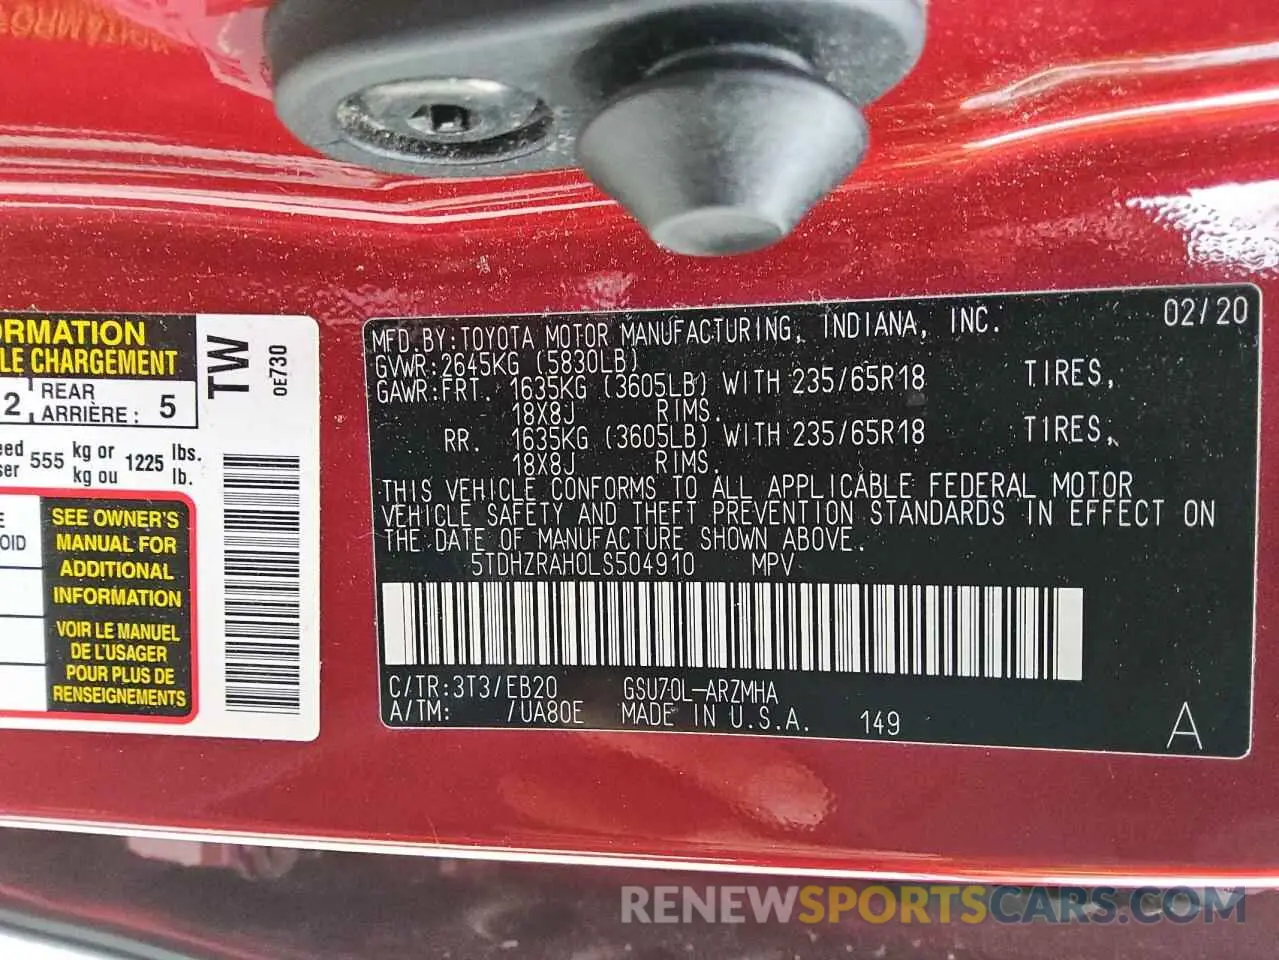 ORMATION
LE CHARGEMENT
2 REAR
ARRIÈRE : 5
555 kg or 1225 lbs.
kg ou lb.
SEE OWNER'S
MANUAL FOR
ADDITIONAL
INFORMATION
VOIR LE MANUEL
DE L'USAGER
POUR PLUS DE
RENSEIGNEMENTS
TW
0E730
MFD.BY:TOYOTA MOTOR MANUFACTURING, INDIANA, INC. 02/20
GVWR:2645KG (5830LB)
GAWR:FRT. 1635KG (3605LB) WITH 235/65R18 TIRES,
18X8J RIMS.
RR. 1635KG (3605LB) WITH 235/65R18 TIRES,
18X8J RIMS.
THIS VEHICLE CONFORMS TO ALL APPLICABLE FEDERAL MOTOR
VEHICLE SAFETY AND THEFT PREVENTION STANDARDS IN EFFECT ON
THE DATE OF MANUFACTURE SHOWN ABOVE.
5TDHZRAH0LS504910 MPV
C/TR:3T3/EB20 GSU70L-ARZMHA
A/TM: /UA80E MADE IN U.S.A. 149
A
RENEWSPORTSCARS.COM